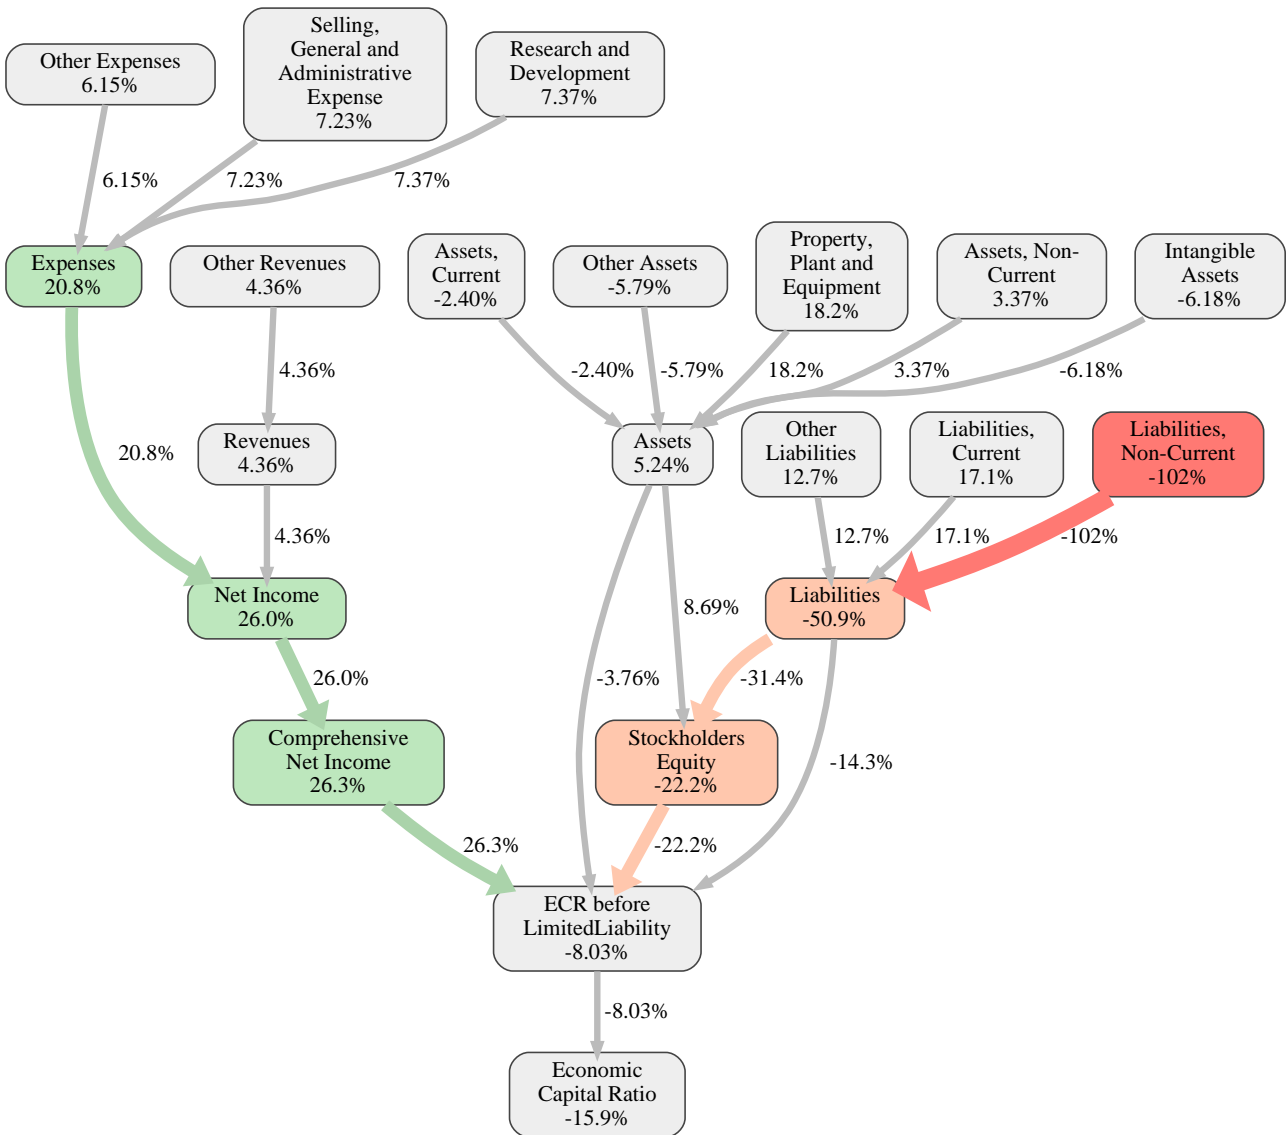 Selling,
General and
Administrative
Expense
7.23%
Other Expenses
6.15%
Research and
Development
7.37%
6.15%
7.23%
7.37%
Expenses
20.8%
Other Revenues
4.36%
Assets,
Current
-2.40%
Other Assets
-5.79%
Property,
Plant and
Equipment
18.2%
Assets, Non-
Current
3.37%
Intangible
Assets
-6.18%
4.36%
-2.40%
-5.79%
18.2%
3.37%
-6.18%
20.8%
Revenues
4.36%
Assets
5.24%
Other
Liabilities
12.7%
Liabilities,
Current
17.1%
Liabilities,
Non-Current
-102%
4.36%
12.7%
17.1%
-102%
Net Income
26.0%
8.69%
Liabilities
-50.9%
26.0%
-3.76%
-31.4%
Comprehensive
Net Income
26.3%
Stockholders
Equity
-22.2%
-14.3%
26.3%
-22.2%
ECR before
LimitedLiability
-8.03%
-8.03%
Economic
Capital Ratio
-15.9%